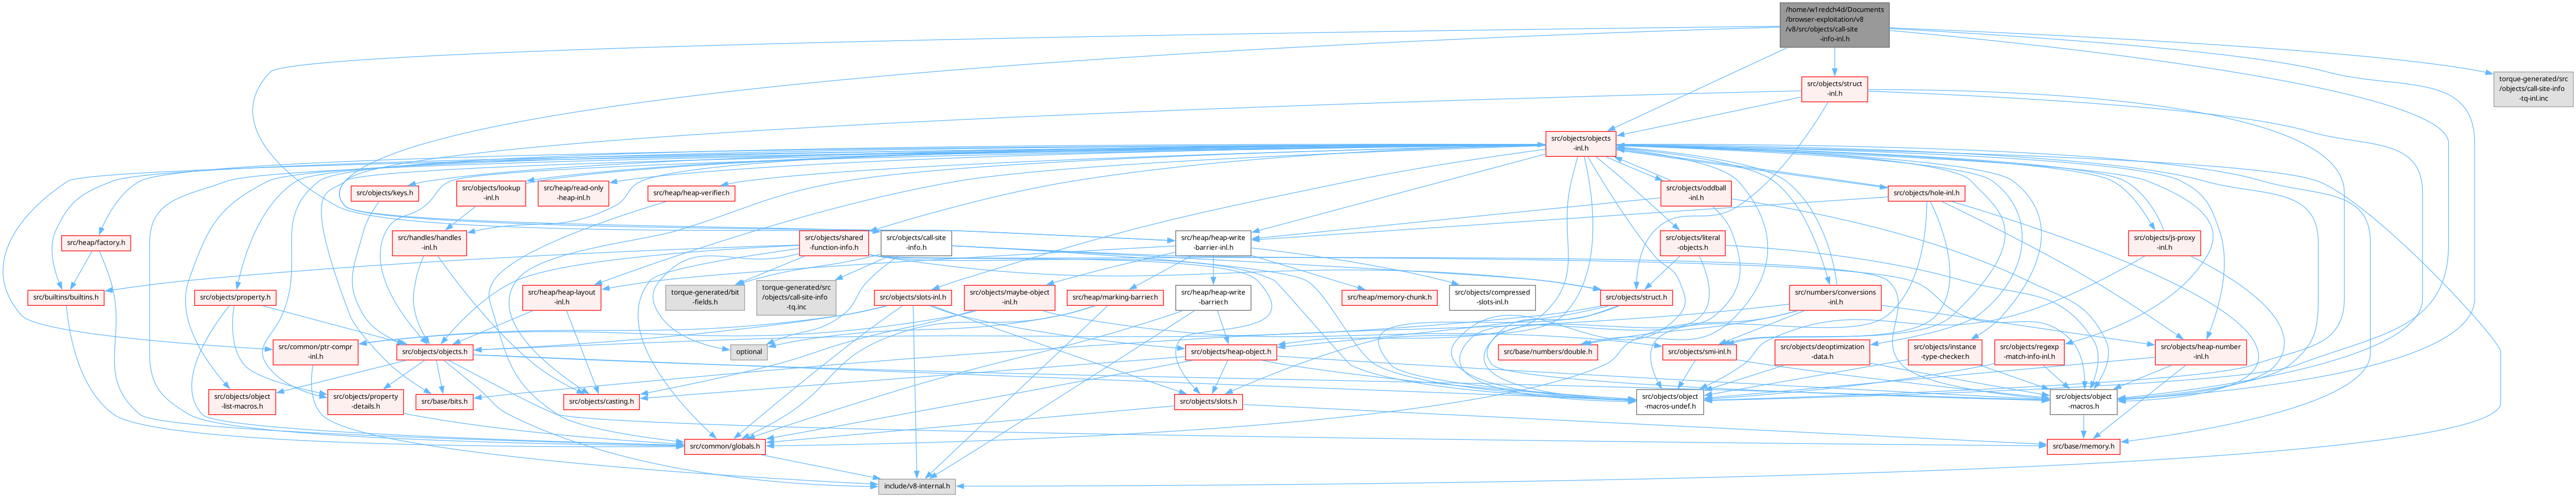 /home/w1redch4d/Documents
/browser-exploitation/v8
/v8/src/objects/call-site
-info-inl.h
src/objects/struct
-inl.h
torque-generated/src
/objects/call-site-info
-tq-inl.inc
src/objects/objects
-inl.h
src/objects/keys.h
src/objects/lookup
-inl.h
src/heap/read-only
-heap-inl.h
src/heap/heap-verifier.h
src/objects/oddball
-inl.h
src/objects/hole-inl.h
src/heap/factory.h
src/handles/handles
-inl.h
src/objects/shared
-function-info.h
src/objects/call-site
-info.h
src/heap/heap-write
-barrier-inl.h
src/objects/literal
-objects.h
src/objects/js-proxy
-inl.h
src/builtins/builtins.h
src/objects/property.h
src/heap/heap-layout
-inl.h
torque-generated/bit
-fields.h
torque-generated/src
/objects/call-site-info
-tq.inc
src/objects/slots-inl.h
src/objects/maybe-object
-inl.h
src/heap/marking-barrier.h
src/heap/heap-write
-barrier.h
src/heap/memory-chunk.h
src/objects/compressed
-slots-inl.h
src/objects/struct.h
src/numbers/conversions
-inl.h
src/common/ptr-compr
-inl.h
src/objects/objects.h
optional
src/objects/heap-object.h
src/base/numbers/double.h
src/objects/smi-inl.h
src/objects/deoptimization
-data.h
src/objects/instance
-type-checker.h
src/objects/regexp
-match-info-inl.h
src/objects/heap-number
-inl.h
src/objects/object
-list-macros.h
src/objects/property
-details.h
src/base/bits.h
src/objects/casting.h
src/objects/slots.h
src/objects/object
-macros-undef.h
src/objects/object
-macros.h
src/common/globals.h
src/base/memory.h
include/v8-internal.h